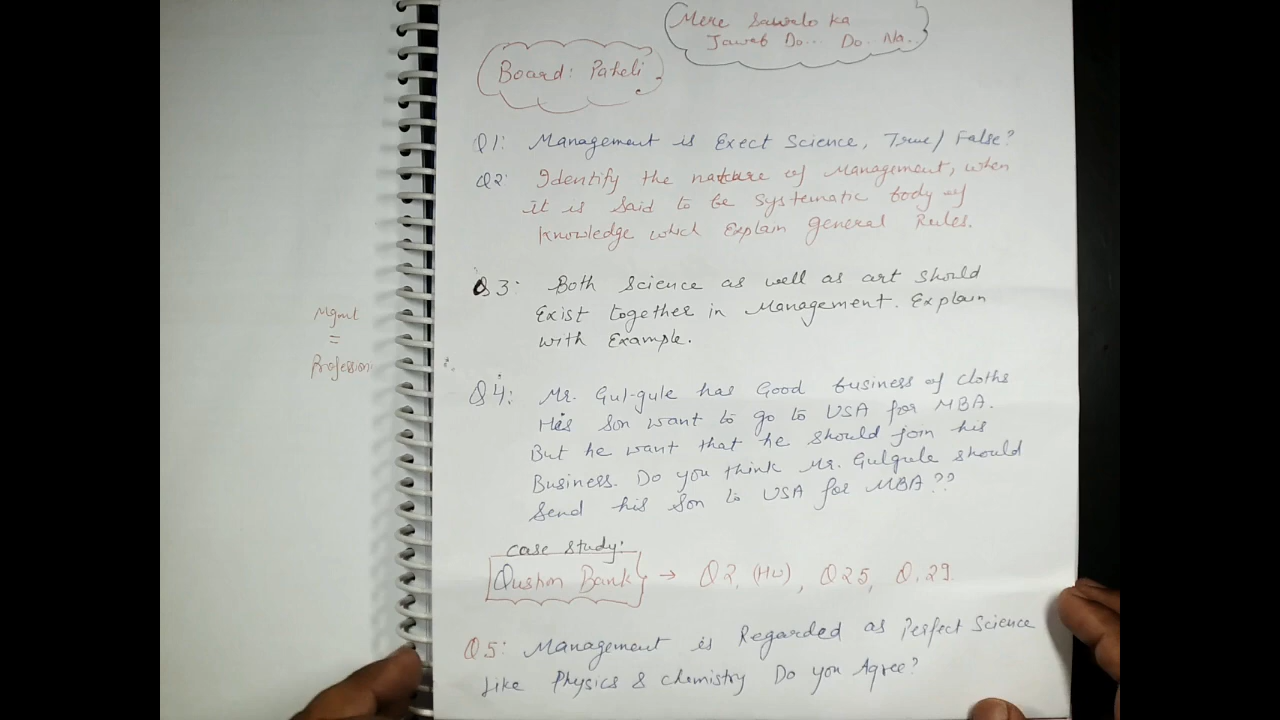 Mere Sawalo ka
Jawab Do... Do. Na.
Board: Paheli
Q1: Management is Exect Science, True/ False?
Q2: Identify the nature of Management, when
it is said to be systematic body of
knowledge which Explain general Rules.
Q3: Both Science as well as art should
Exist together in Management. Explain
with Example.
Mgmt
=
Profession
Q4: Mr. Gul-gule has Good business of cloths
His Son want to go to USA for MBA.
But he want that he should join his
Business. Do you think Mr. Gulgule should
Send his Son to USA for MBA??
Case Study:
Qustion Bank → Q2, (HW), Q25, Q.29.
Q5: Management is Regarded as Perfect Science
Like Physics & Chemistry Do you Agree?